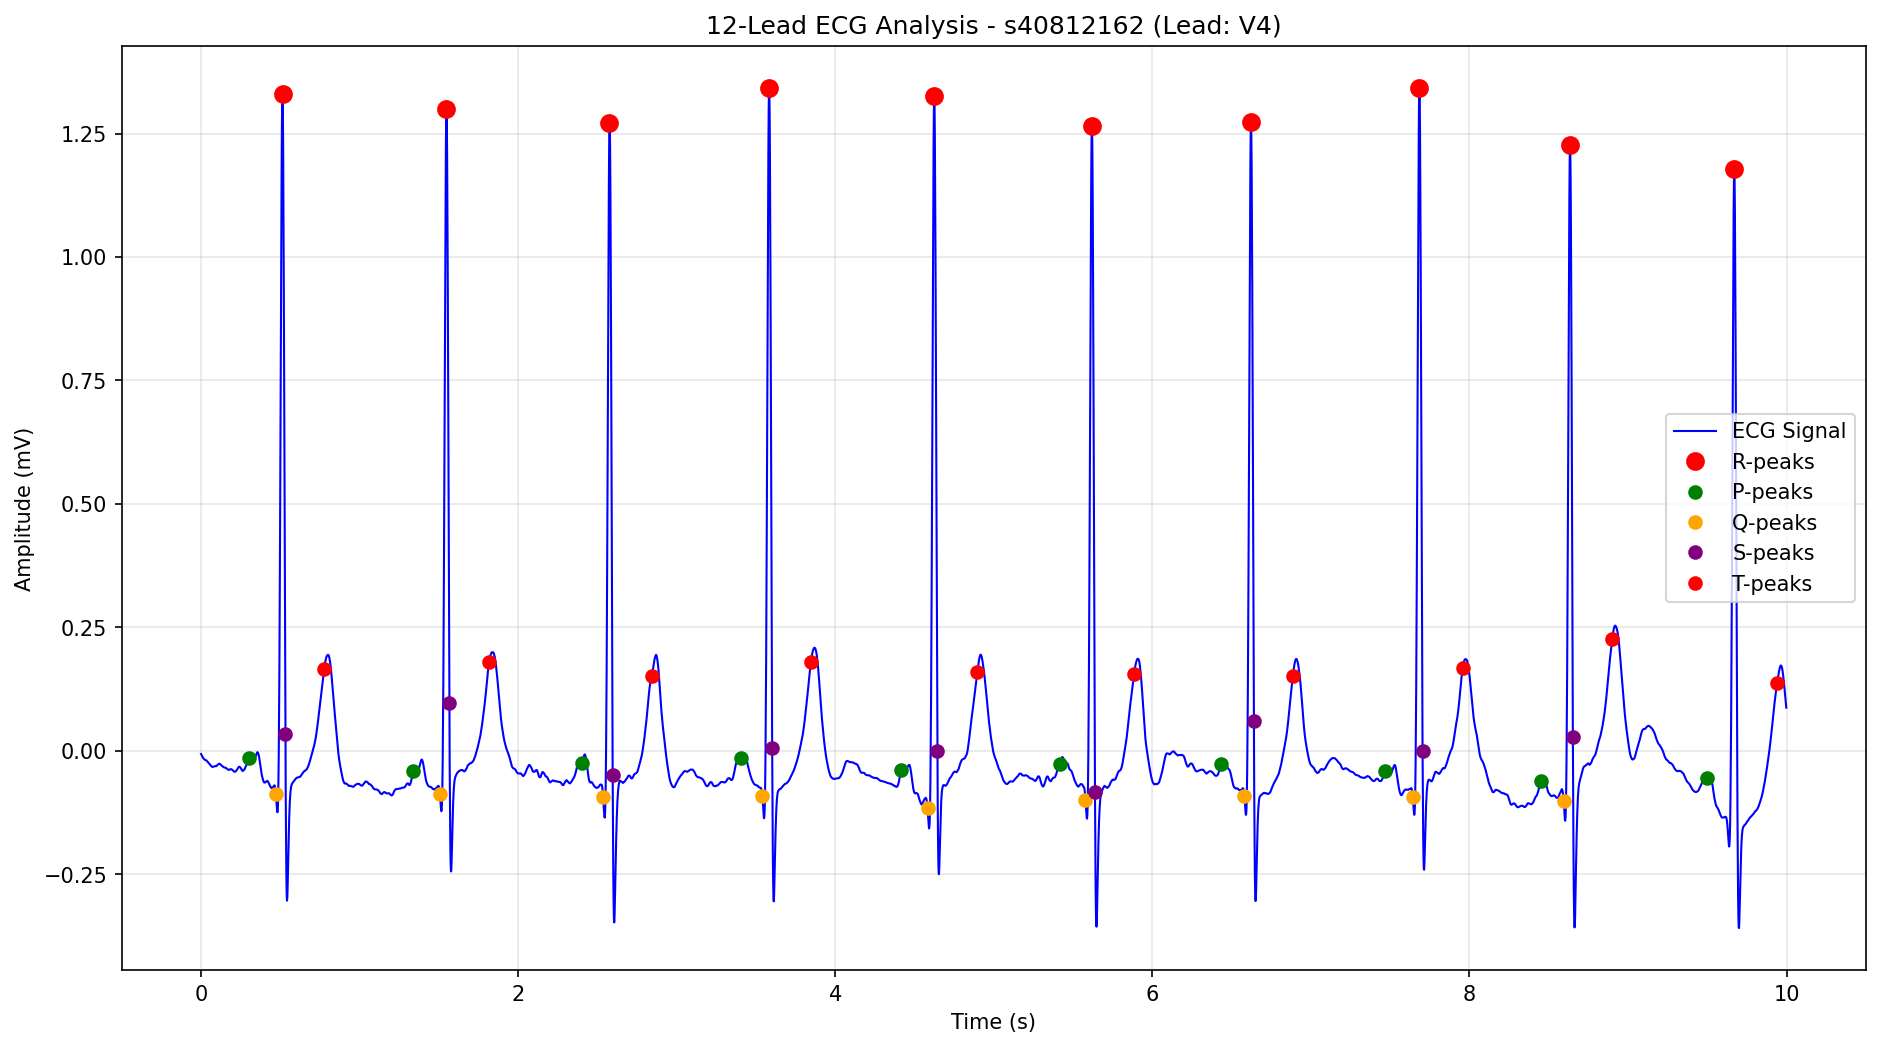 12-Lead ECG Analysis - s40812162 (Lead: V4)
Amplitude (mV)
1.25
1.00
0.75
0.50
0.25
0.00
−0.25
ECG Signal
R-peaks
P-peaks
Q-peaks
S-peaks
T-peaks
0
2
4
6
8
10
Time (s)